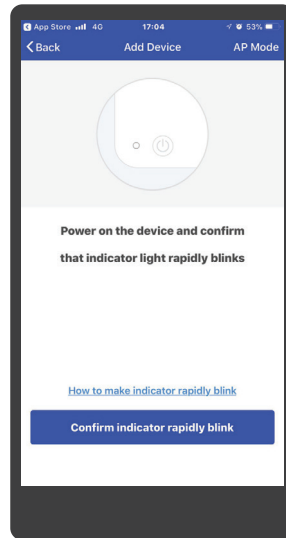 App Store 4G 17:04 53%
Back Add Device AP Mode
Power on the device and confirm
that indicator light rapidly blinks
How to make indicator rapidly blink
Confirm indicator rapidly blink